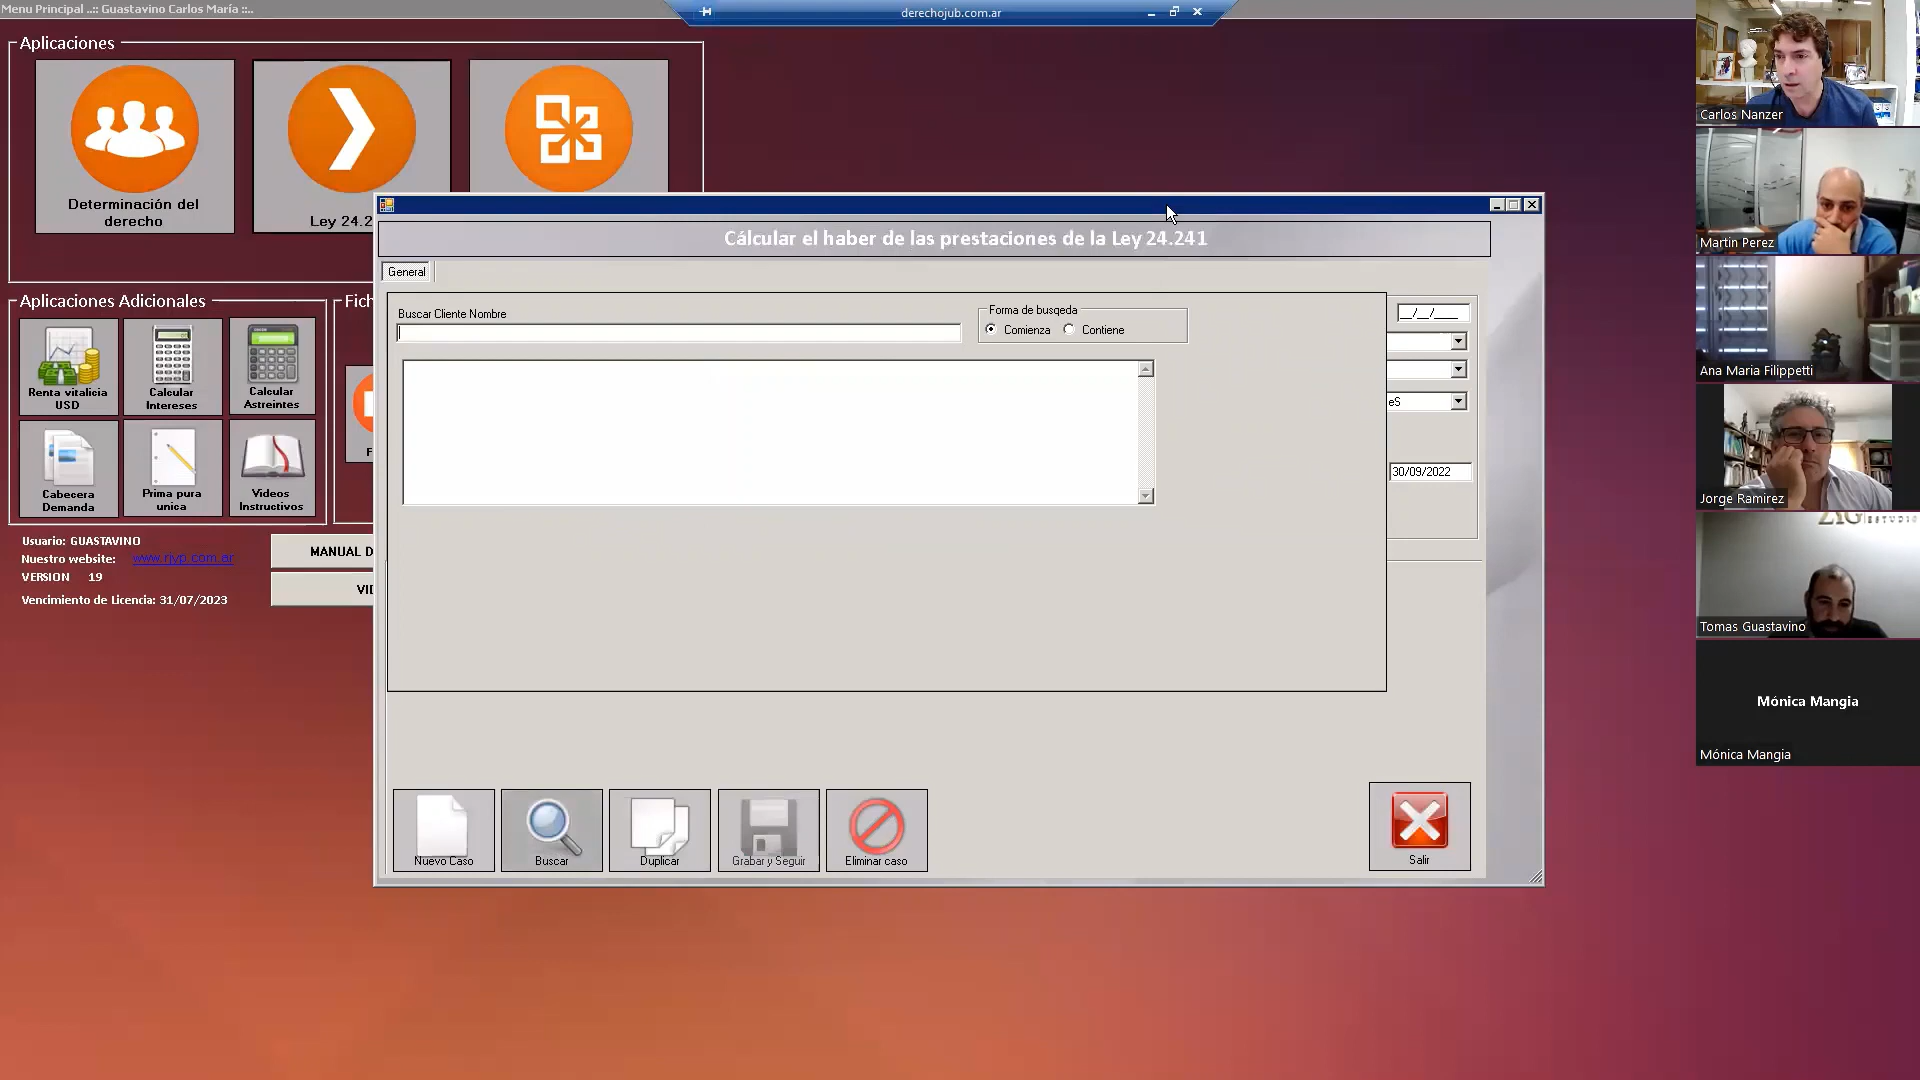 Menu Principal ..:: Guastavino Carlos María ::..
derechojub.com.ar
Aplicaciones
Determinación del
derecho
Ley 24.2
Cálcular el haber de las prestaciones de la Ley 24.241
General
Buscar Cliente Nombre
Forma de busqeda
Comienza
Contiene
__/__/____
eS
30/09/2022
Aplicaciones Adicionales
Fich
Renta vitalicia
USD
Calcular
Intereses
Calcular
Astreintes
F
Cabecera
Demanda
Prima pura
unica
Videos
Instructivos
Usuario: GUASTAVINO
Nuestro website: www.rjvp.com.ar
VERSION 19
Vencimiento de Licencia: 31/07/2023
MANUAL D
VID
Nuevo Caso
Buscar
Duplicar
Grabar y Seguir
Eliminar caso
Salir
Carlos Nanzer
Martin Perez
Ana Maria Filippetti
Jorge Ramirez
Tomas Guastavino
Mónica Mangia
Mónica Mangia